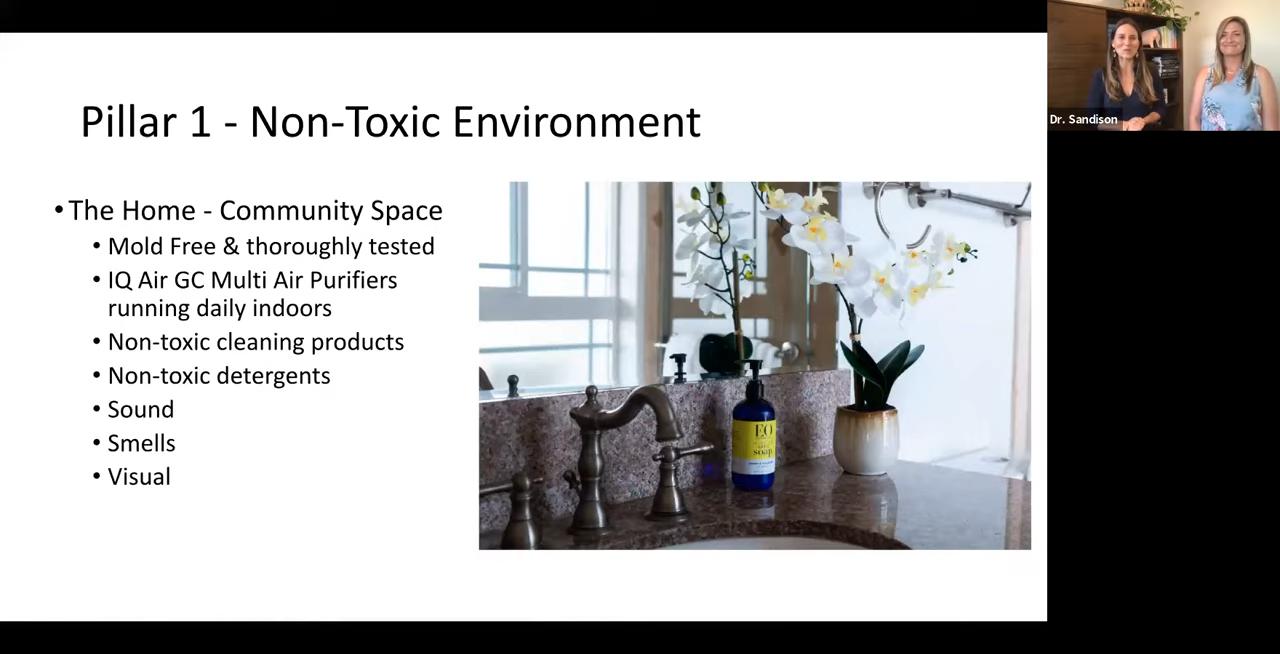 Dr. Sandison
Pillar 1 - Non-Toxic Environment
•The Home - Community Space
• Mold Free & thoroughly tested
• IQ Air GC Multi Air Purifiers
running daily indoors
• Non-toxic cleaning products
• Non-toxic detergents
• Sound
• Smells
• Visual
EO
soap